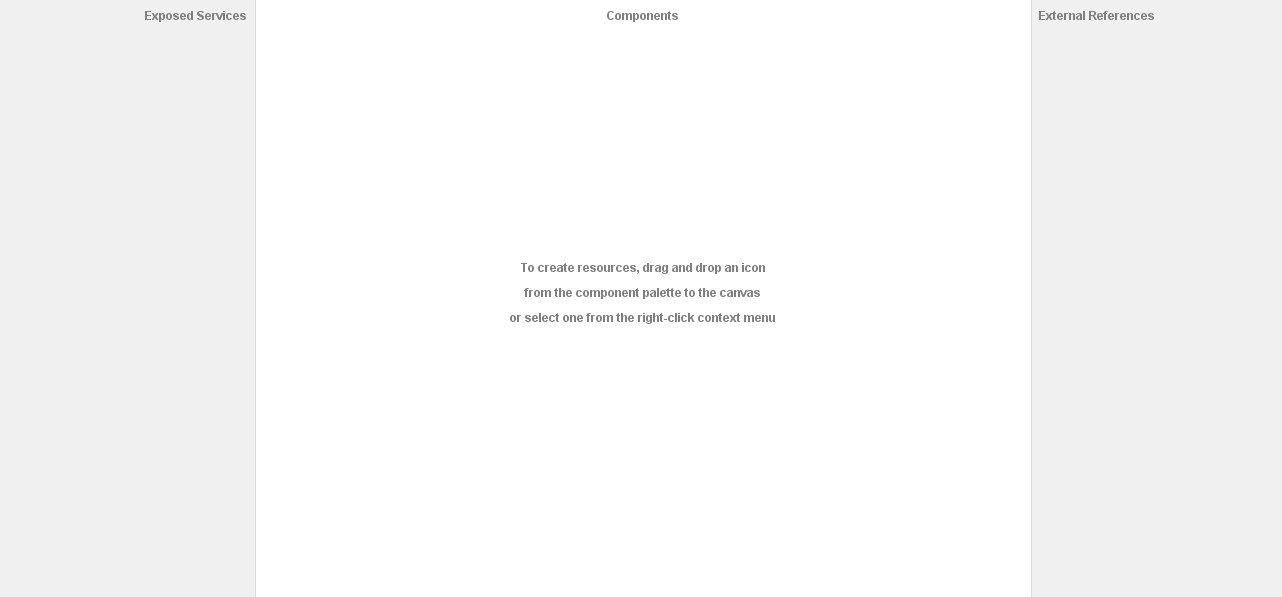 Exposed Services
Components
External References
To create resources, drag and drop an icon
from the component palette to the canvas
or select one from the right-click context menu